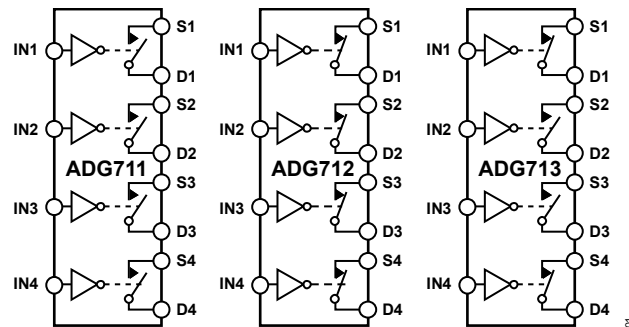 IN1
S1
D1
IN2
S2
D2
ADG711
IN3
S3
D3
IN4
S4
D4
IN1
S1
D1
IN2
S2
D2
ADG712
IN3
S3
D3
IN4
S4
D4
IN1
S1
D1
IN2
S2
D2
ADG713
IN3
S3
D3
IN4
S4
D4